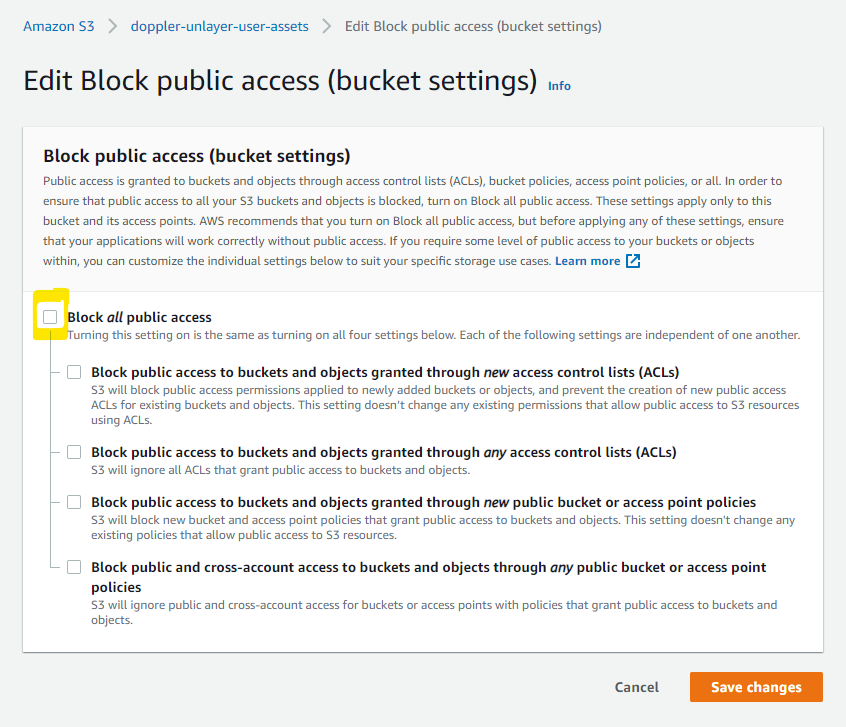 Amazon S3 > doppler-unlayer-user-assets > Edit Block public access (bucket settings)
Edit Block public access (bucket settings) Info
Block public access (bucket settings)
Public access is granted to buckets and objects through access control lists (ACLs), bucket policies, access point policies, or all. In order to
ensure that public access to all your S3 buckets and objects is blocked, turn on Block all public access. These settings apply only to this
bucket and its access points. AWS recommends that you turn on Block all public access, but before applying any of these settings, ensure
that your applications will work correctly without public access. If you require some level of public access to your buckets or objects
within, you can customize the individual settings below to suit your specific storage use cases. Learn more
Block all public access
Turning this setting on is the same as turning on all four settings below. Each of the following settings are independent of one another.
Block public access to buckets and objects granted through new access control lists (ACLs)
S3 will block public access permissions applied to newly added buckets or objects, and prevent the creation of new public access
ACLs for existing buckets and objects. This setting doesn't change any existing permissions that allow public access to S3 resources
using ACLs.
Block public access to buckets and objects granted through any access control lists (ACLs)
S3 will ignore all ACLs that grant public access to buckets and objects.
Block public access to buckets and objects granted through new public bucket or access point policies
S3 will block new bucket and access point policies that grant public access to buckets and objects. This setting doesn't change any
existing policies that allow public access to S3 resources.
Block public and cross-account access to buckets and objects through any public bucket or access point
policies
S3 will ignore public and cross-account access for buckets or access points with policies that grant public access to buckets and
objects.
Cancel Save changes